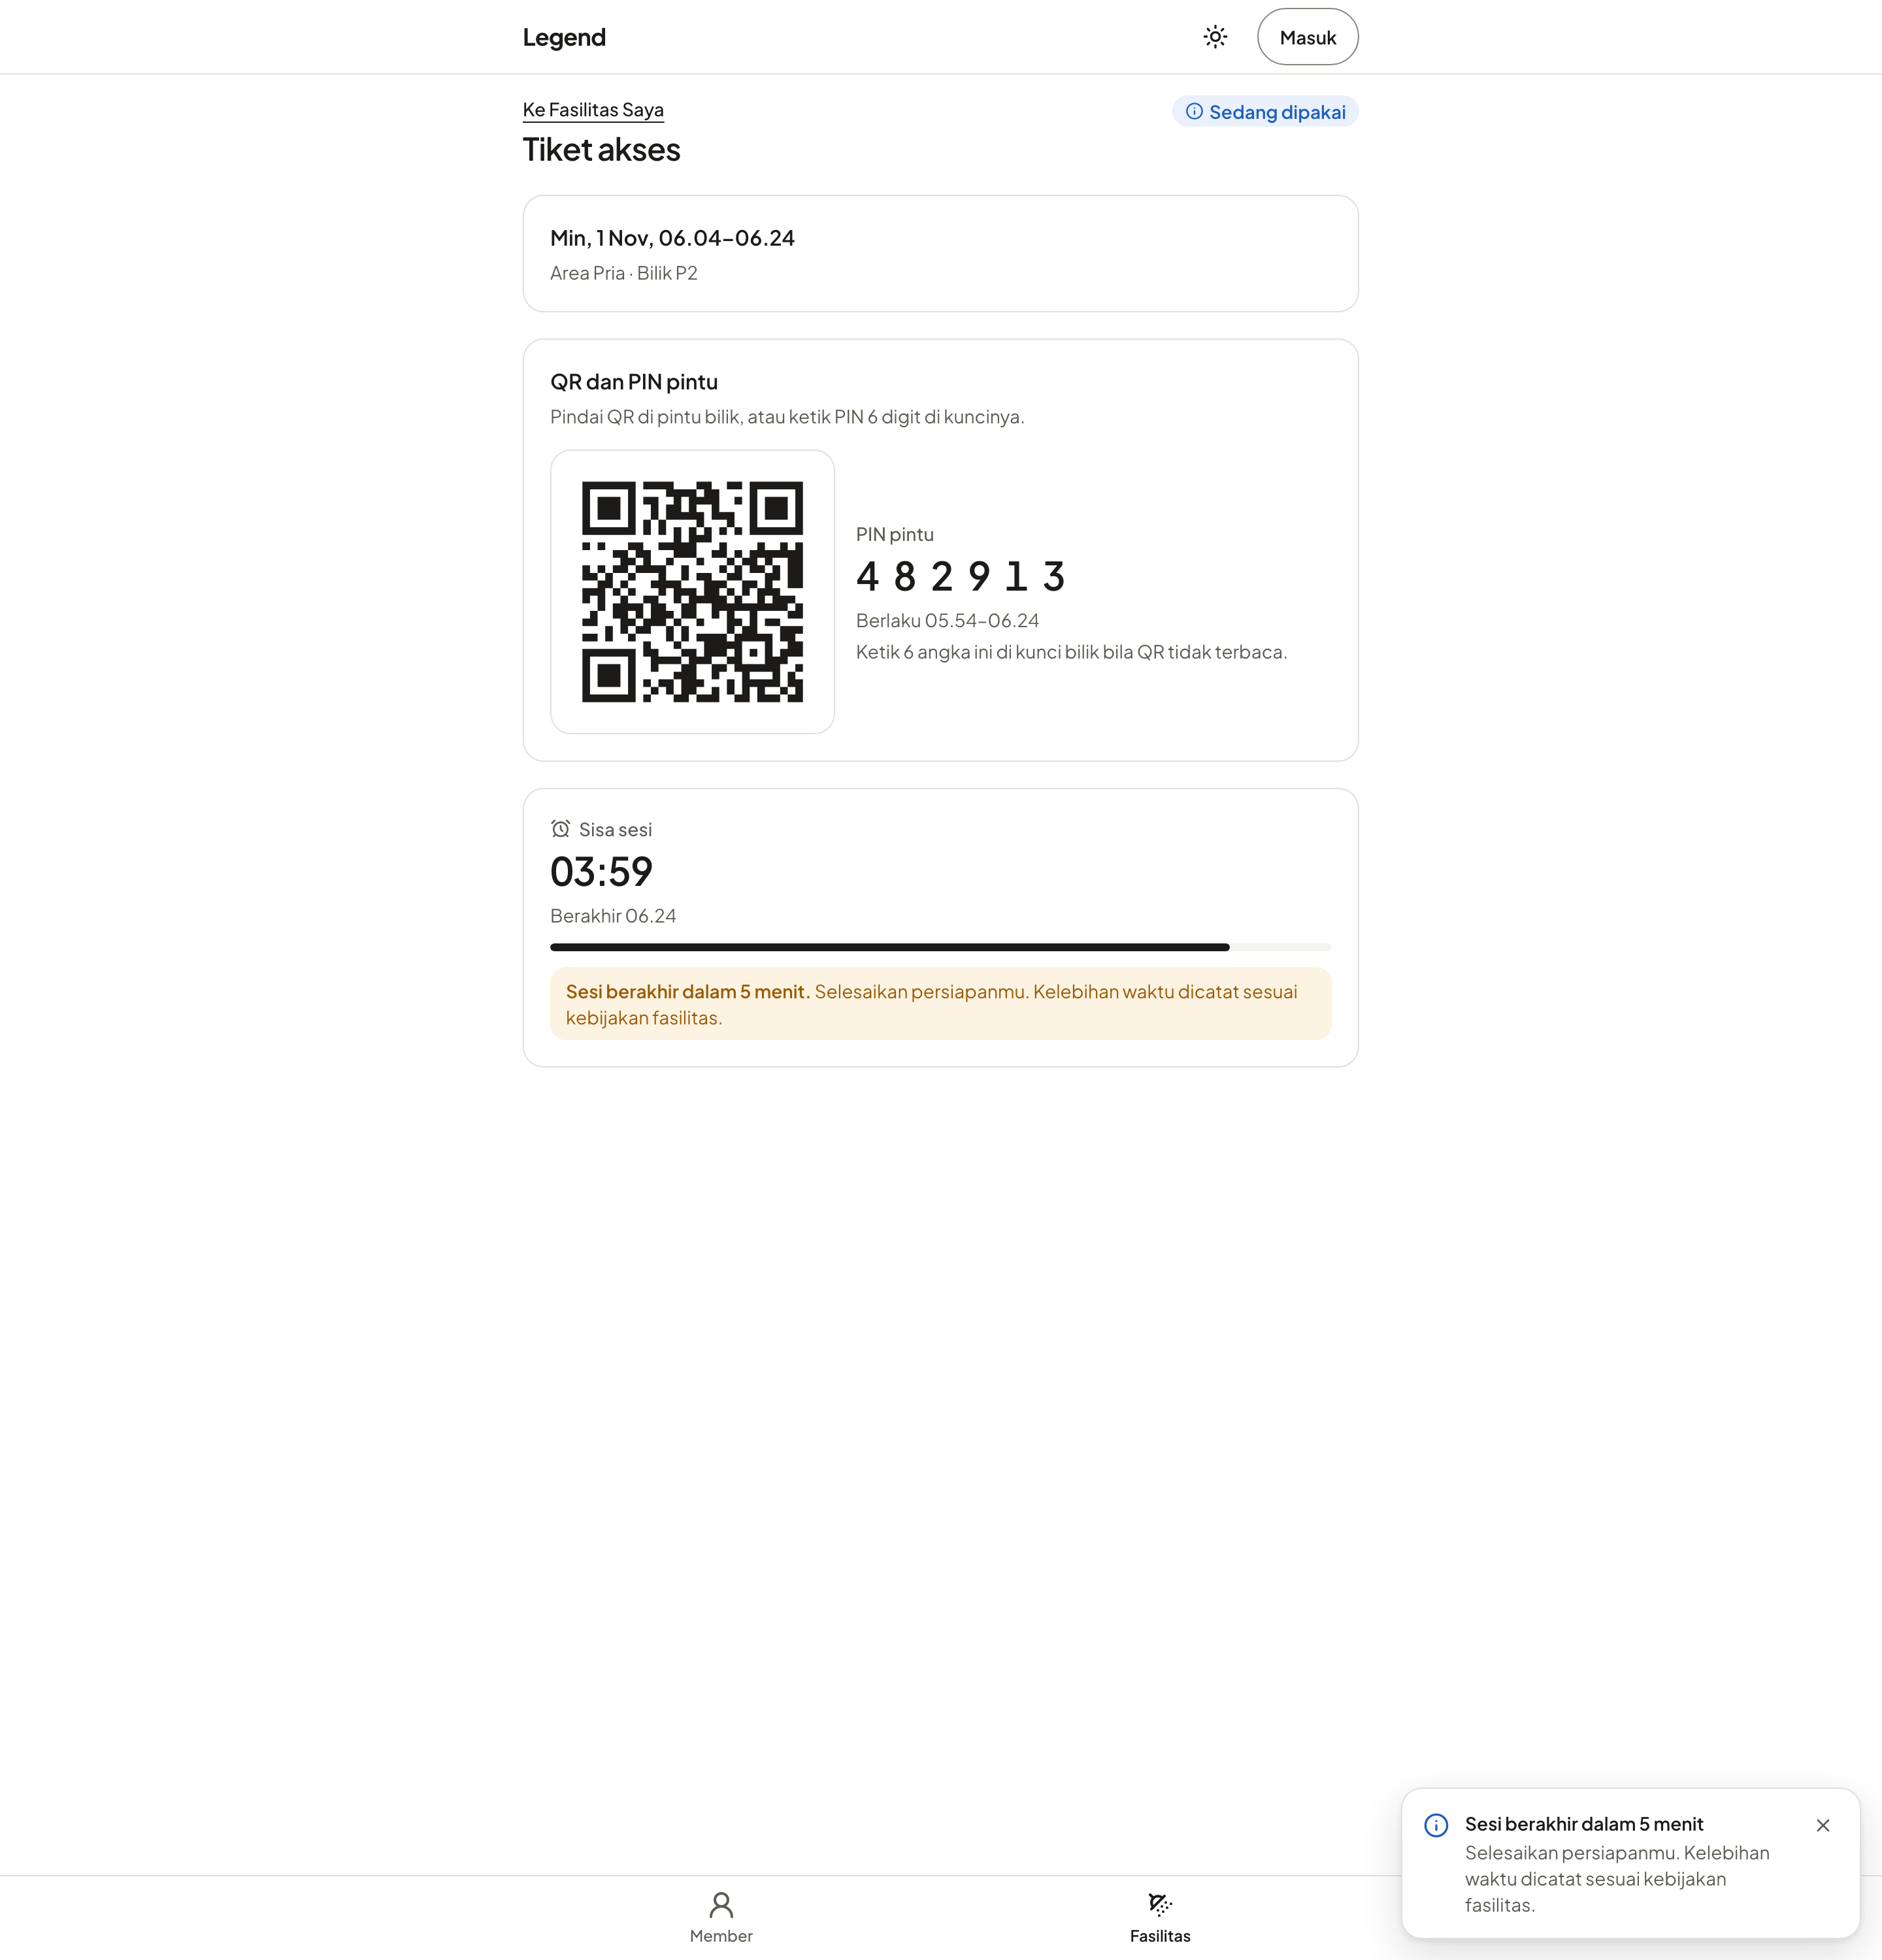 Legend
Masuk
Ke Fasilitas Saya
Sedang dipakai
Tiket akses
Min, 1 Nov, 06.04–06.24
Area Pria · Bilik P2
QR dan PIN pintu
Pindai QR di pintu bilik, atau ketik PIN 6 digit di kuncinya.
PIN pintu
4 8 2 9 1 3
Berlaku 05.54–06.24
Ketik 6 angka ini di kunci bilik bila QR tidak terbaca.
Sisa sesi
03:59
Berakhir 06.24
Sesi berakhir dalam 5 menit. Selesaikan persiapanmu. Kelebihan waktu dicatat sesuai
kebijakan fasilitas.
Sesi berakhir dalam 5 menit
Selesaikan persiapanmu. Kelebihan
waktu dicatat sesuai kebijakan
fasilitas.
Member
Fasilitas